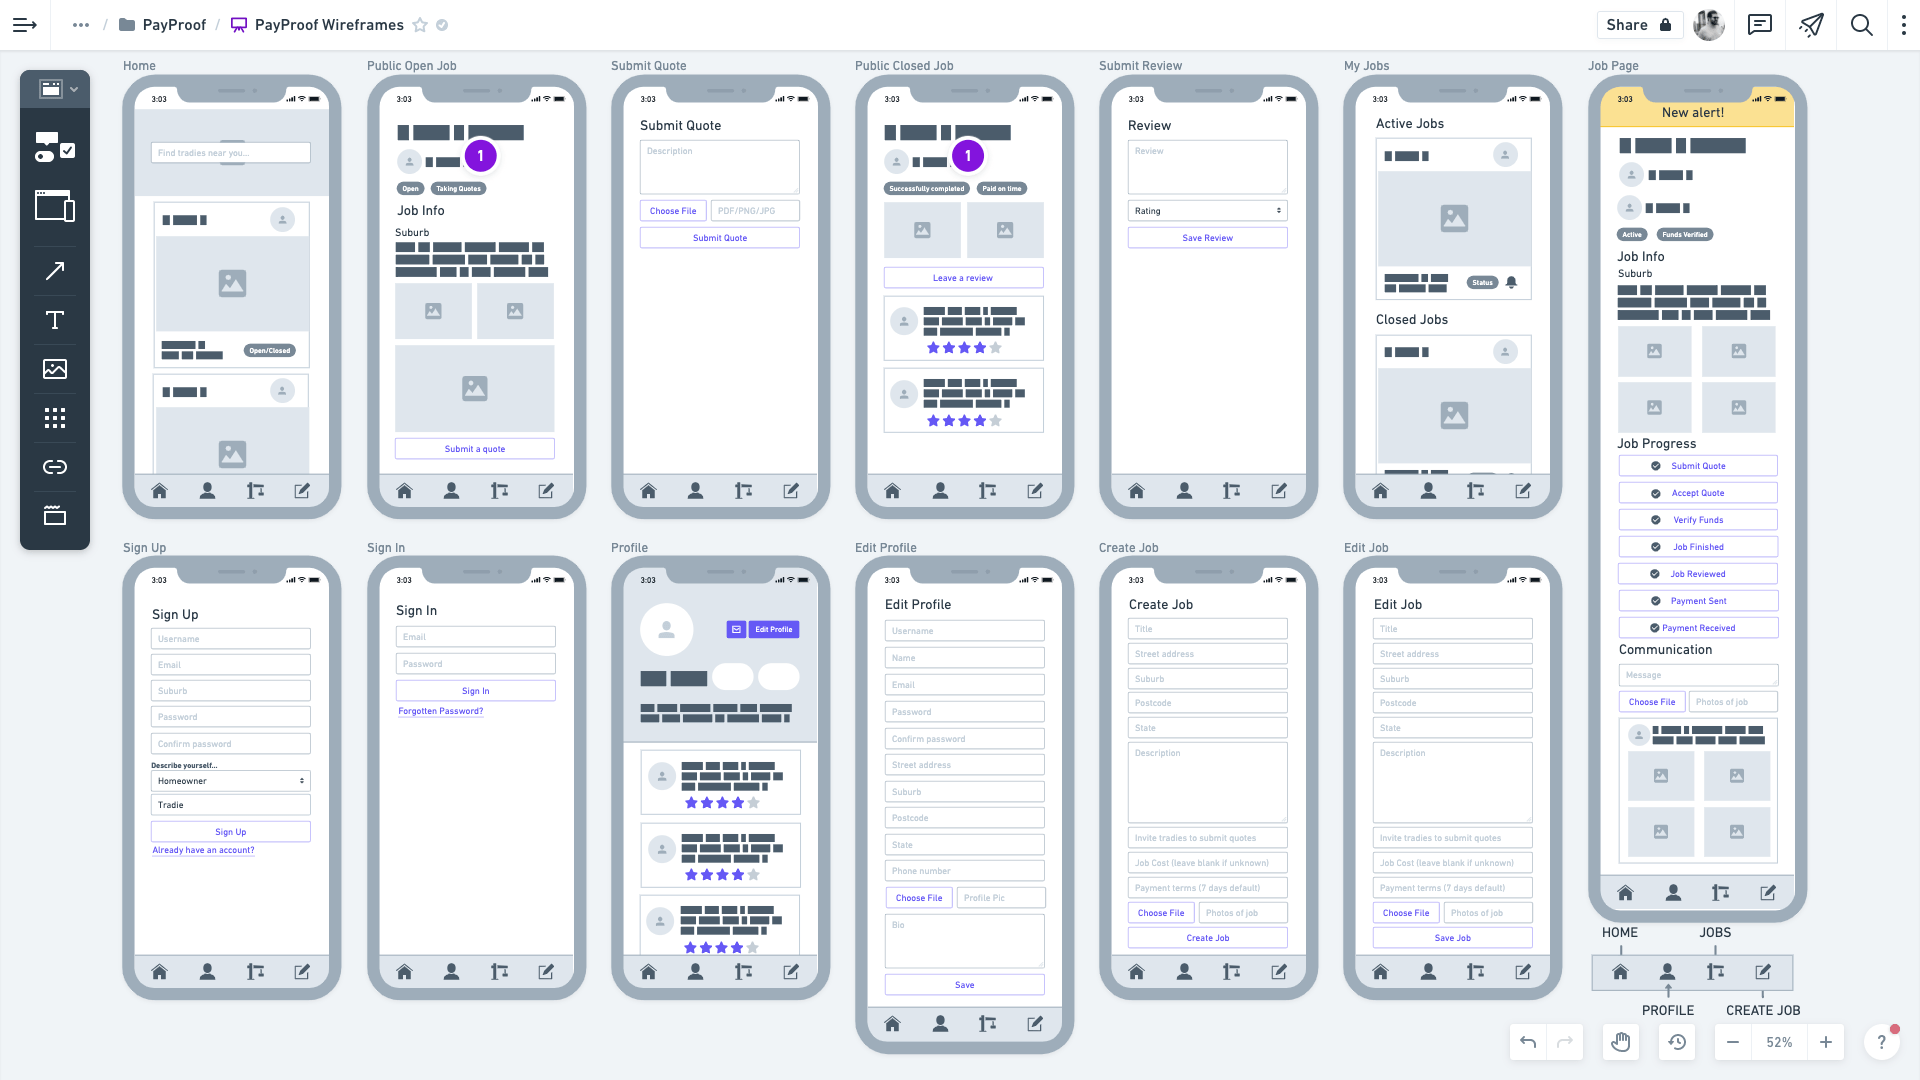 ••• / PayProof / PayProof Wireframes
Share
Home
3:03
Find tradies near you...
Open/Closed
Public Open Job
3:03
1
Open
Taking Quotes
Job Info
Suburb
Submit a quote
Submit Quote
3:03
Submit Quote
Description
Choose File
PDF/PNG/JPG
Submit Quote
Public Closed Job
3:03
1
Successfully completed
Paid on time
Leave a review
Submit Review
3:03
Review
Review
Rating
Save Review
My Jobs
3:03
Active Jobs
Status
Closed Jobs
Job Page
3:03
New alert!
Active
Funds Verified
Job Info
Suburb
Job Progress
Submit Quote
Accept Quote
Verify Funds
Job Finished
Job Reviewed
Payment Sent
Payment Received
Communication
Message
Choose File
Photos of job
Sign Up
3:03
Sign Up
Username
Email
Suburb
Password
Confirm password
Describe yourself...
Homeowner
Tradie
Sign Up
Already have an account?
Sign In
3:03
Sign In
Email
Password
Sign In
Forgotten Password?
Profile
3:03
Edit Profile
Edit Profile
3:03
Edit Profile
Username
Name
Email
Password
Confirm password
Street address
Suburb
Postcode
State
Phone number
Choose File
Profile Pic
Bio
Save
Create Job
3:03
Create Job
Title
Street address
Suburb
Postcode
State
Description
Invite tradies to submit quotes
Job Cost (leave blank if unknown)
Payment terms (7 days default)
Choose File
Photos of job
Create Job
Edit Job
3:03
Edit Job
Title
Street address
Suburb
Postcode
State
Description
Invite tradies to submit quotes
Job Cost (leave blank if unknown)
Payment terms (7 days default)
Choose File
Photos of job
Save Job
HOME
JOBS
PROFILE
CREATE JOB
52%
?